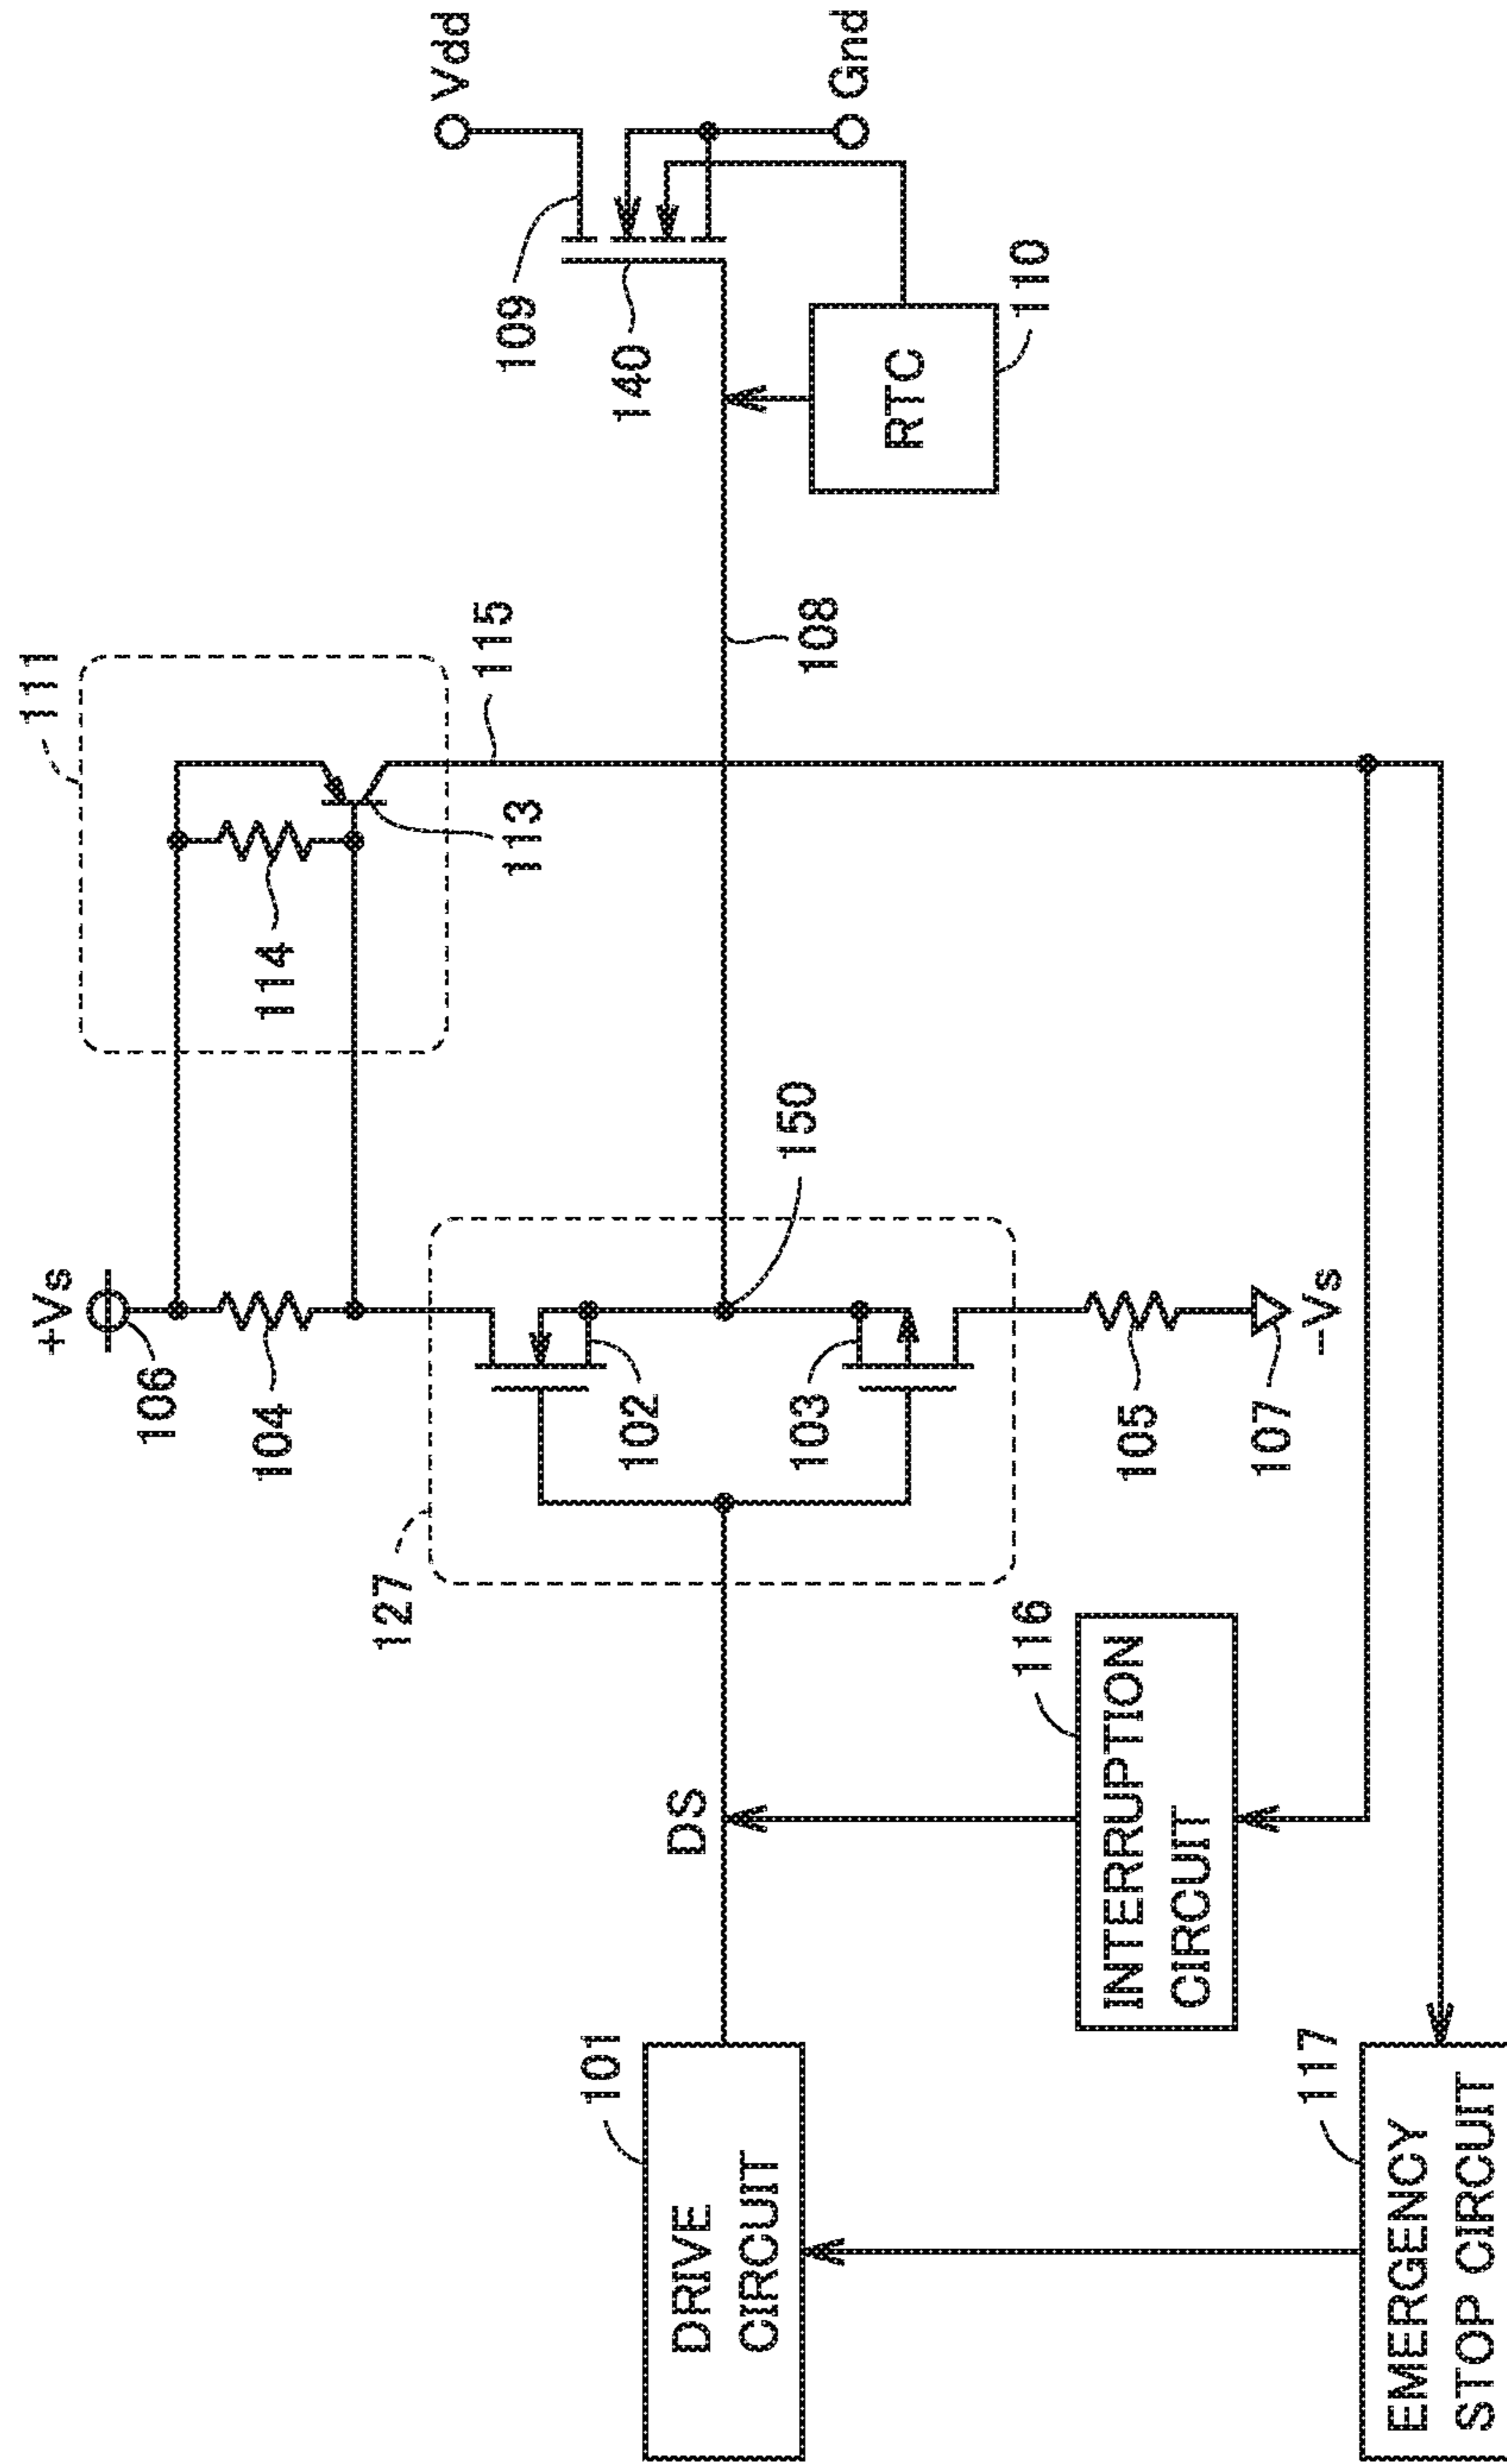 111
+Vs
106
104
114
113
115
Vdd
109
140
127
102
150
108
Gnd
RTC
110
103
105
107
-Vs
DS
116
INTERRUPTION
CIRCUIT
101
DRIVE
CIRCUIT
117
EMERGENCY
STOP CIRCUIT